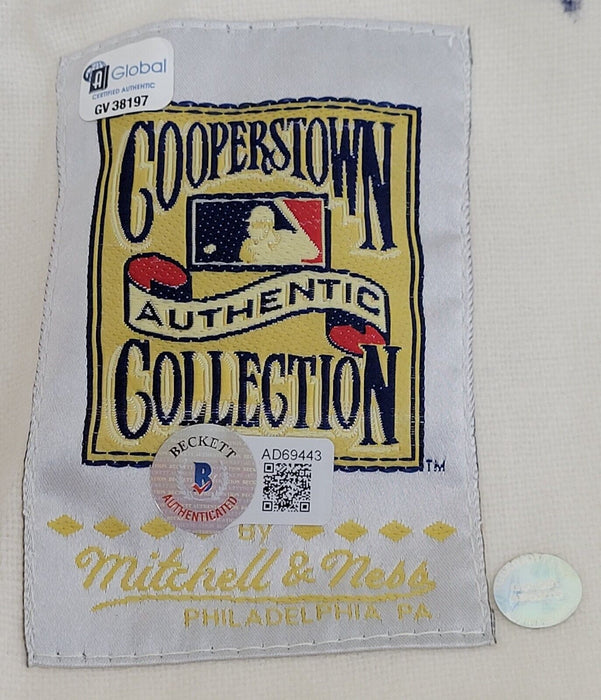 Global
CERTIFIED AUTHENTIC
GV 38197
COOPERSTOWN
AUTHENTIC
COLLECTION
TM
BECKETT
B
AUTHENTICATED
AD69443
BY
Mitchell & Ness
PHILADELPHIA PA